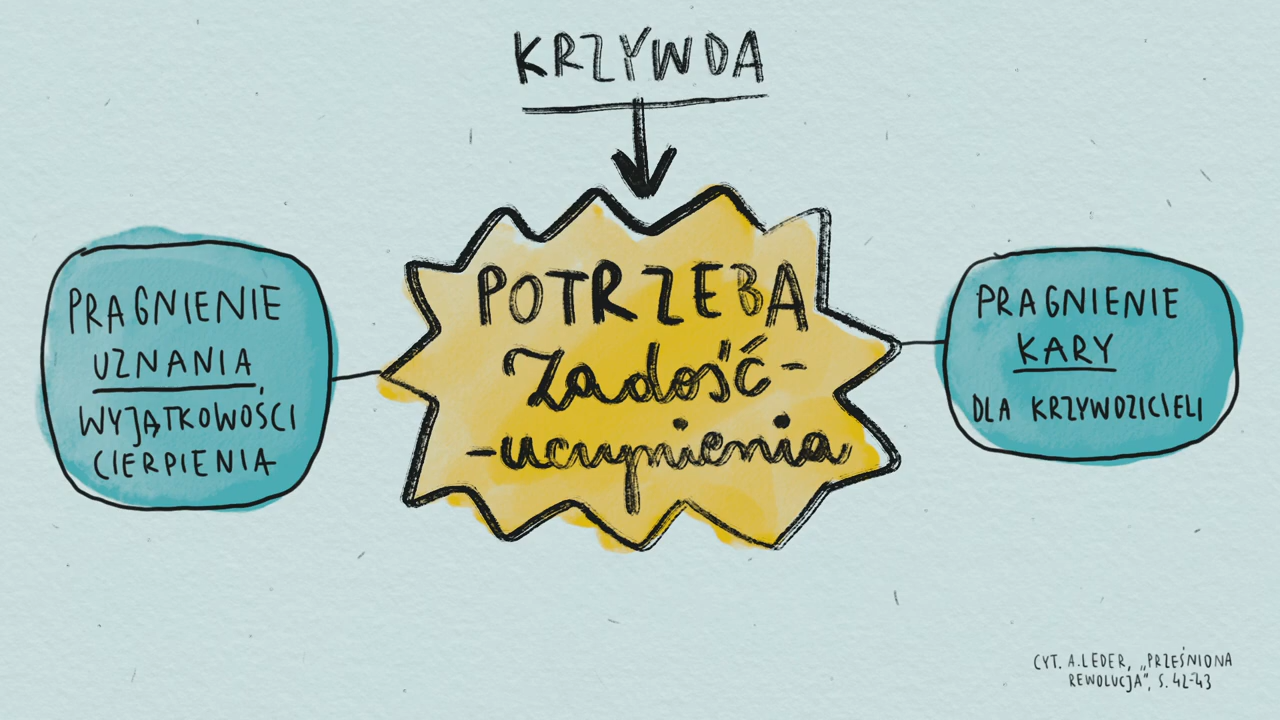 KRZYWDA
POTRZEBA
Zadość-
-uczynienia
PRAGNIENIE
UZNANIA
WYJĄTKOWOŚCI
CIERPIENIA
PRAGNIENIE
KARY
DLA KRZYWDZICIELI
CYT. A.LEDER, „PRZEŚNIONA
REWOLUCJA”, S. 42-43